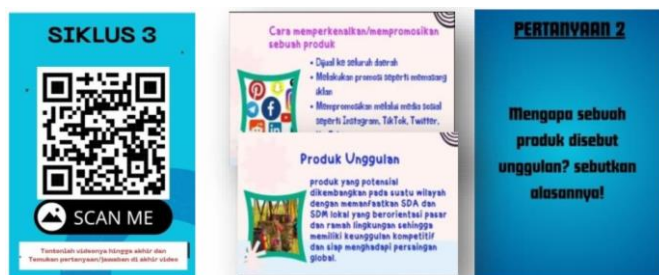 SIKLUS 3
SCAN ME
Tontonlah videonya hingga akhir dan
Temukan pertanyaan/jawaban di akhir video
Cara memperkenalkan/mempromosikan
sebuah produk
• Dijual ke seluruh daerah
• Melakukan promosi seperti memasang
iklan
• Mempromosikan melalui media sosial
seperti Instagram, TikTok, Twitter,
Produk Unggulan
produk yang potensial
dikembangkan pada suatu wilayah
dengan memanfaatkan SDA dan
SDM lokal yang berorientasi pasar
dan ramah lingkungan sehingga
memiliki keunggulan kompetitif
dan siap menghadapi persaingan
global.
PERTANYAAN 2
Mengapa sebuah
produk disebut
unggulan? sebutkan
alasannya!